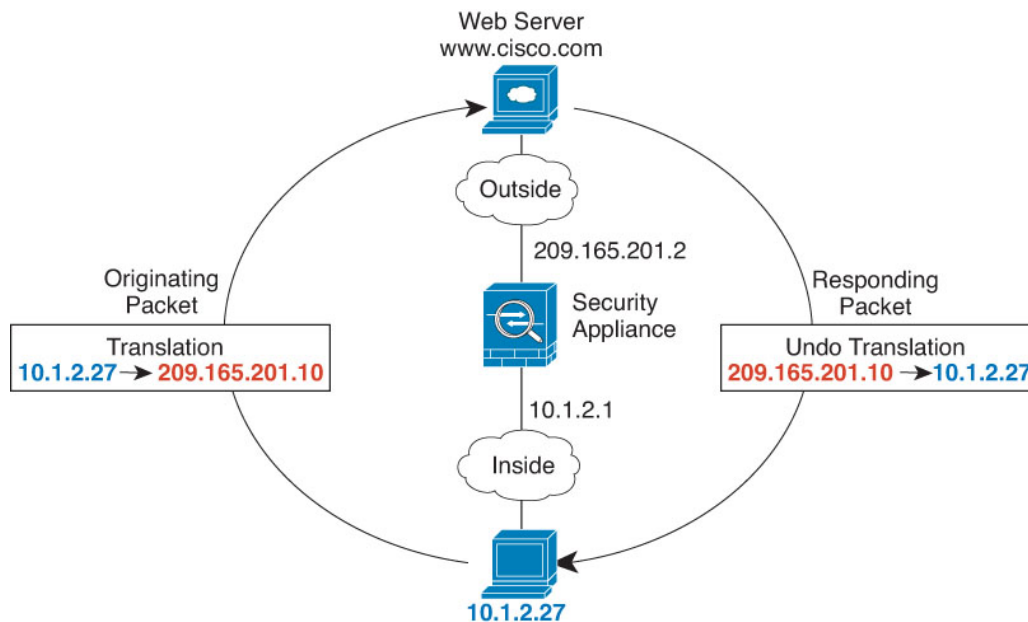 Web Server
www.cisco.com
Outside
209.165.201.2
Originating
Packet
Translation
10.1.2.27 → 209.165.201.10
Security
Appliance
Responding
Packet
Undo Translation
209.165.201.10 → 10.1.2.27
10.1.2.1
Inside
10.1.2.27